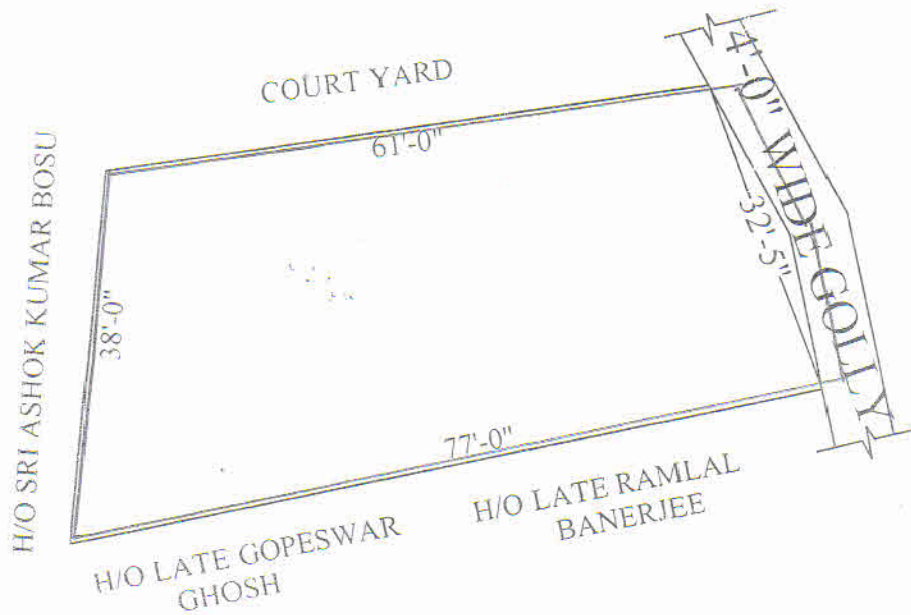 COURT YARD
61'-0"
4'-0" WIDE GOLLY
32'-5"
H/O SRI ASHOK KUMAR BOSU
38'-0"
77'-0"
H/O LATE RAMLAL
BANERJEE
H/O LATE GOPESWAR
GHOSH